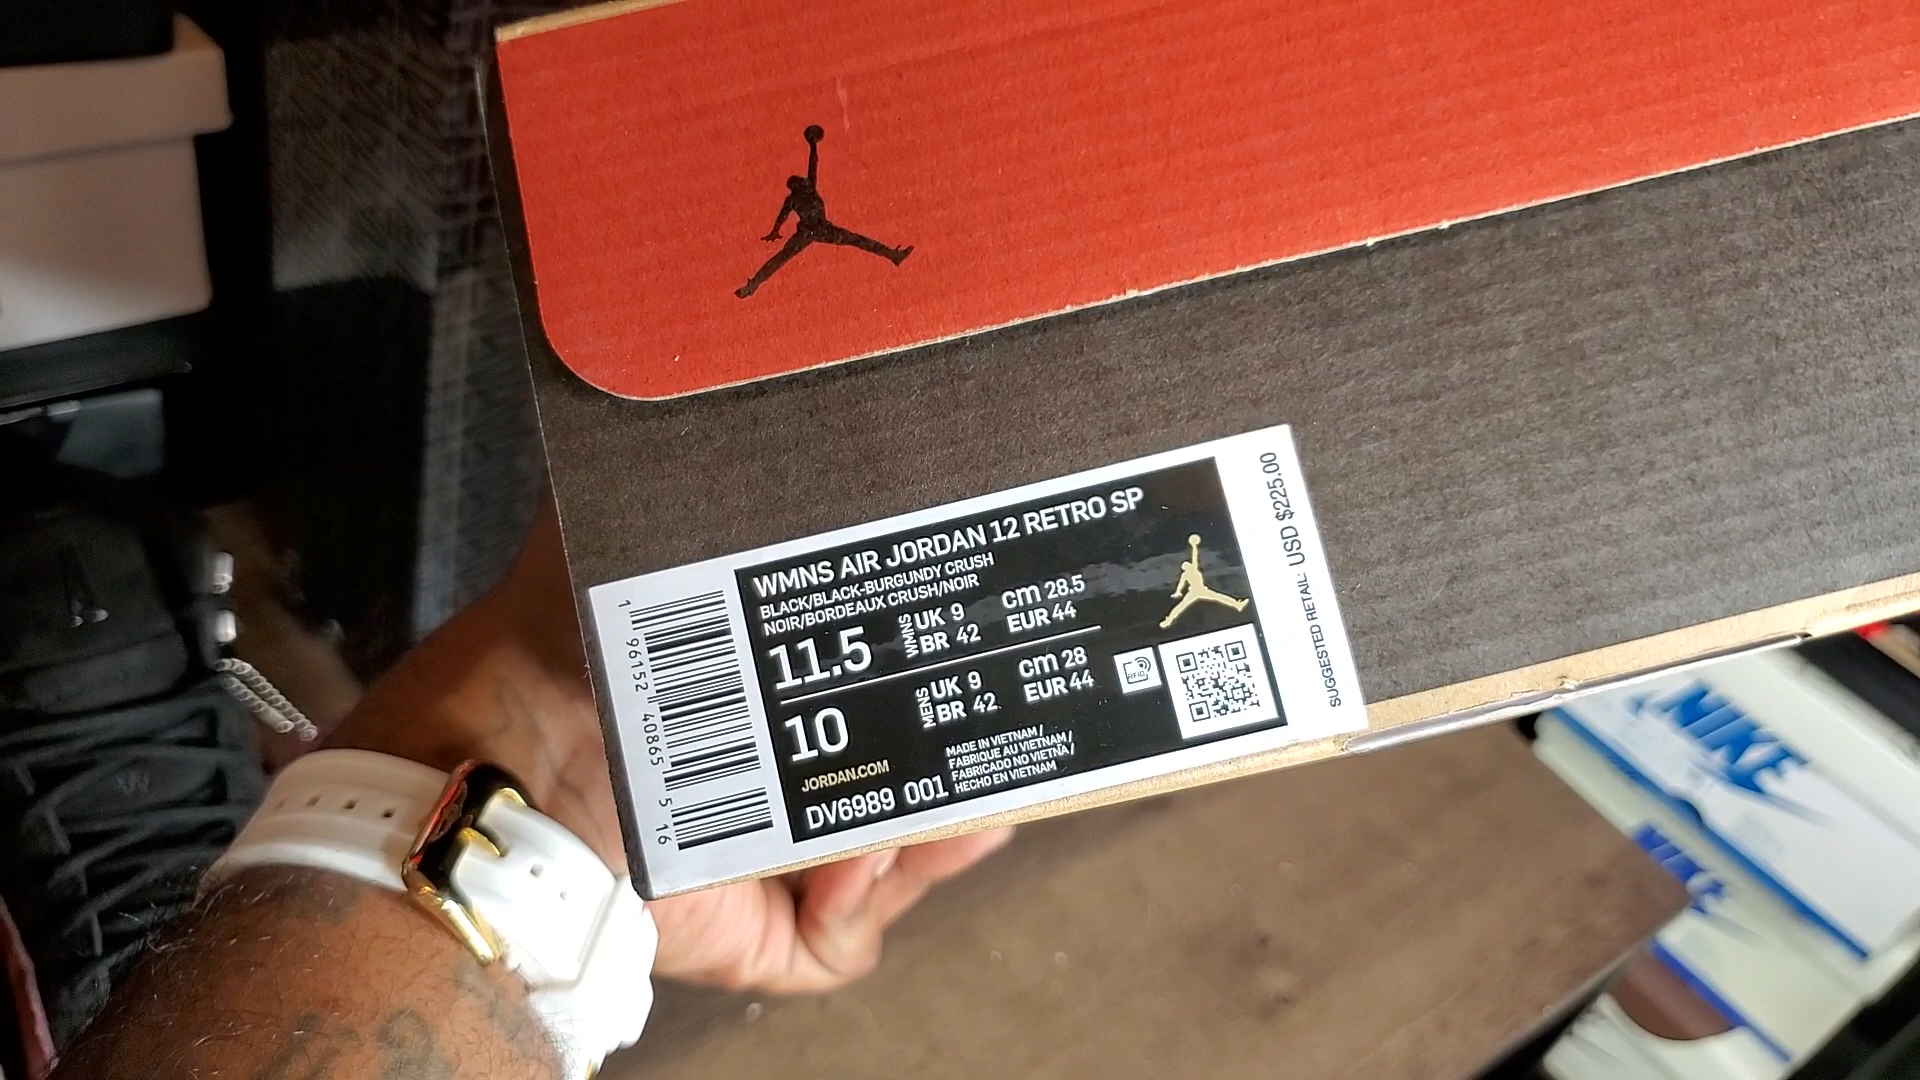 WMNS AIR JORDAN 12 RETRO SP
BLACK/BLACK-BURGUNDY CRUSH
NOIR/BORDEAUX CRUSH/NOIR
11.5 WMNS UK 9 cm 28.5
BR 42 EUR 44
10 MENS UK 9 cm 28
BR 42 EUR 44
RFID
JORDAN.COM
DV6989 001
MADE IN VIETNAM /
FABRIQUE AU VIETNAM /
FABRICADO NO VIETNÃ /
HECHO EN VIETNAM
1 96152 40865 5 16
SUGGESTED RETAIL: USD $225.00
NIKE